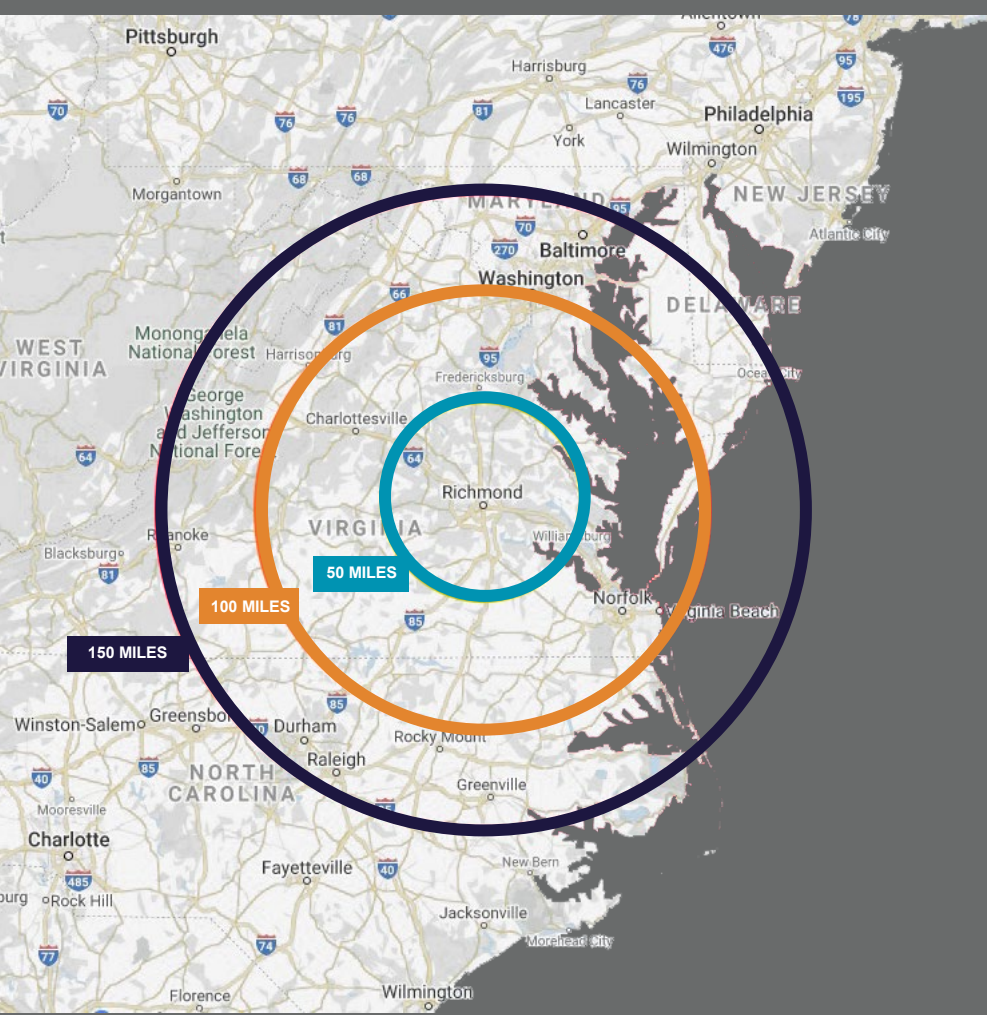 Allentown
78
Pittsburgh
476
Harrisburg
95
76
Lancaster
195
70
81
76
76
Philadelphia
York
Wilmington
68
68
Morgantown
NEW JERSEY
MARYLAND
95
70
Atlantic City
270
Baltimore
Washington
66
DELAWARE
81
Monongahela
National Forest
Harrisonburg
WEST
VIRGINIA
95
Fredericksburg
Ocean City
George
Washington
and Jefferson
National Forest
Charlottesville
64
64
Richmond
VIRGINIA
Roanoke
Williamsburg
Blacksburg
81
50 MILES
100 MILES
Norfolk
Virginia Beach
85
150 MILES
85
Winston-Salem
Greensboro
Durham
Rocky Mount
Raleigh
40
85
NORTH
CAROLINA
Greenville
Mooresville
Charlotte
Fayetteville
40
New Bern
485
Rock Hill
Jacksonville
74
77
Morehead City
Florence
Wilmington